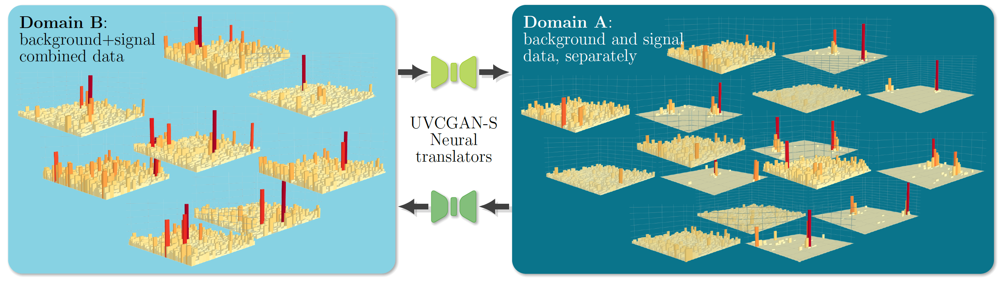 Domain B:
background+signal
combined data
UVCGAN-S
Neural
translators
Domain A:
background and signal
data, separately